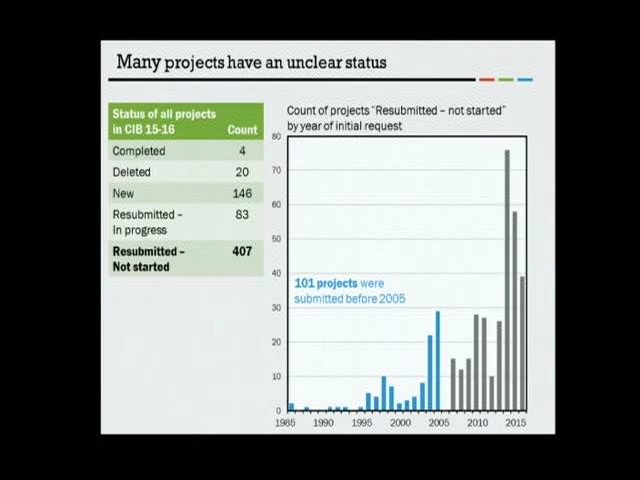 Many projects have an unclear status
Status of all projects
in CIB 15-16 Count
Completed 4
Deleted 20
New 146
Resubmitted – 83
In progress
Resubmitted – 407
Not started
Count of projects "Resubmitted – not started"
by year of initial request
80
70
60
50
40
30
20
10
0
101 projects were
submitted before 2005
1985 1990 1995 2000 2005 2010 2015